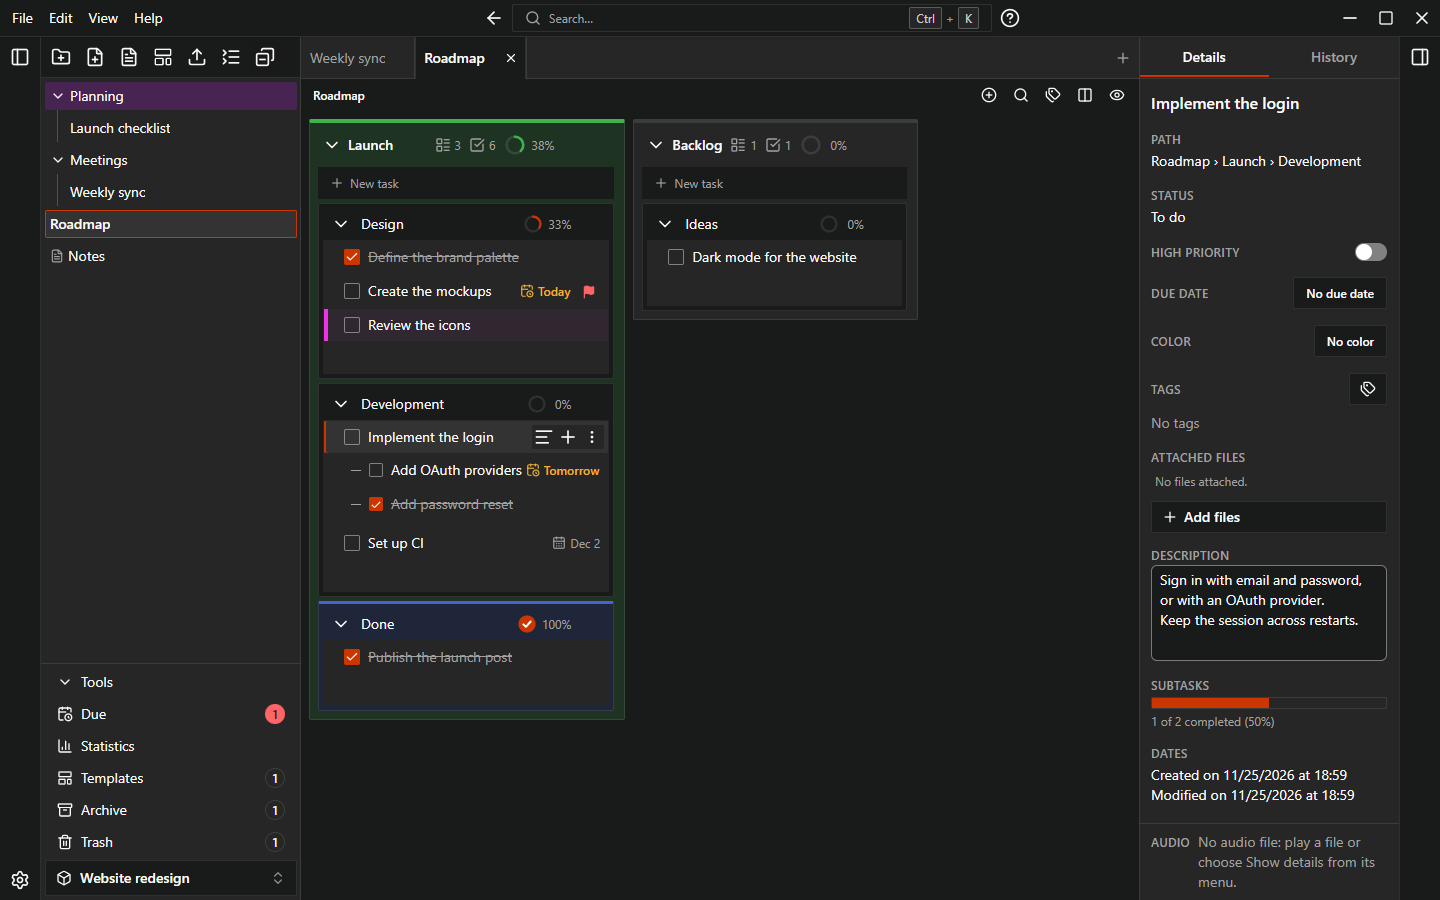 File Edit View Help
Search... Ctrl + K
Planning
Launch checklist
Meetings
Weekly sync
Roadmap
Notes
Tools
Due 1
Statistics
Templates 1
Archive 1
Trash 1
Website redesign
Weekly sync Roadmap
Roadmap
Launch 3 6 38%
New task
Design 33%
Define the brand palette
Create the mockups Today
Review the icons
Development 0%
Implement the login
Add OAuth providers Tomorrow
Add password reset
Set up CI Dec 2
Done 100%
Publish the launch post
Backlog 1 1 0%
New task
Ideas 0%
Dark mode for the website
Details History
Implement the login
PATH
Roadmap › Launch › Development
STATUS
To do
HIGH PRIORITY
DUE DATE No due date
COLOR No color
TAGS
No tags
ATTACHED FILES
No files attached.
Add files
DESCRIPTION
Sign in with email and password,
or with an OAuth provider.
Keep the session across restarts.
SUBTASKS
1 of 2 completed (50%)
DATES
Created on 11/25/2026 at 18:59
Modified on 11/25/2026 at 18:59
AUDIO No audio file: play a file or
choose Show details from its
menu.